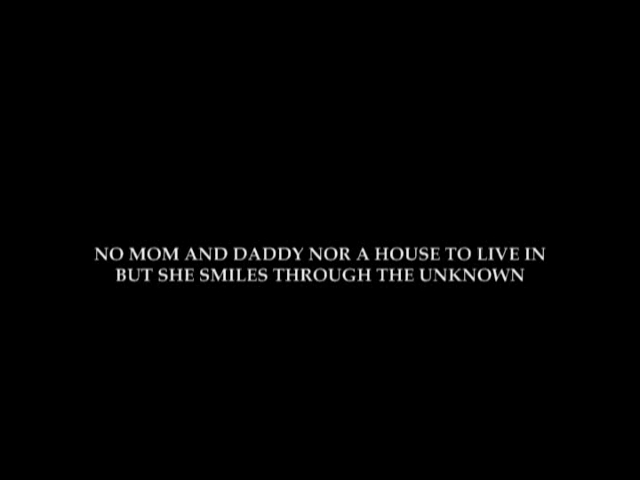 NO MOM AND DADDY NOR A HOUSE TO LIVE IN
BUT SHE SMILES THROUGH THE UNKNOWN